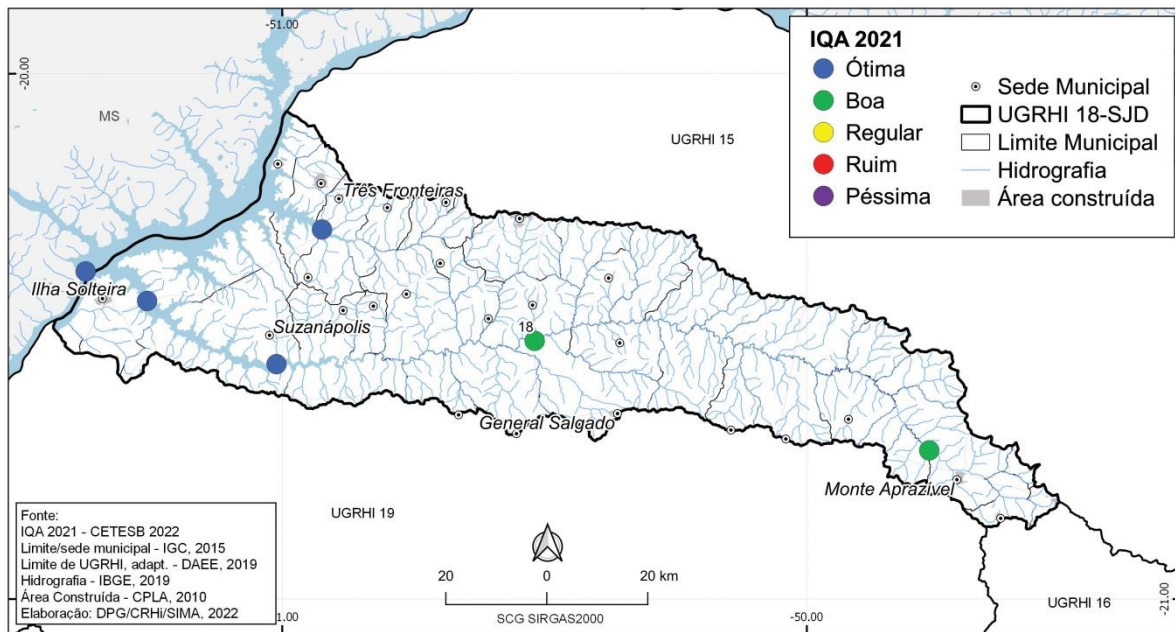 -51.00
-20.00
MS
UGRHI 15
IQA 2021
Ótima
Boa
Regular
Ruim
Péssima
Sede Municipal
UGRHI 18-SJD
Limite Municipal
Hidrografia
Área construída
Três Fronteiras
Ilha Solteira
Suzanápolis
18
General Salgado
Monte Aprazível
UGRHI 19
Fonte:
IQA 2021 - CETESB 2022
Limite/sede municipal - IGC, 2015
Limite de UGRHI, adapt. - DAEE, 2019
Hidrografia - IBGE, 2019
Área Construída - CPLA, 2010
Elaboração: DPG/CRHi/SIMA, 2022
20 0 20 km
SCG SIRGAS2000
1.00
-50.00
-21.00
UGRHI 16